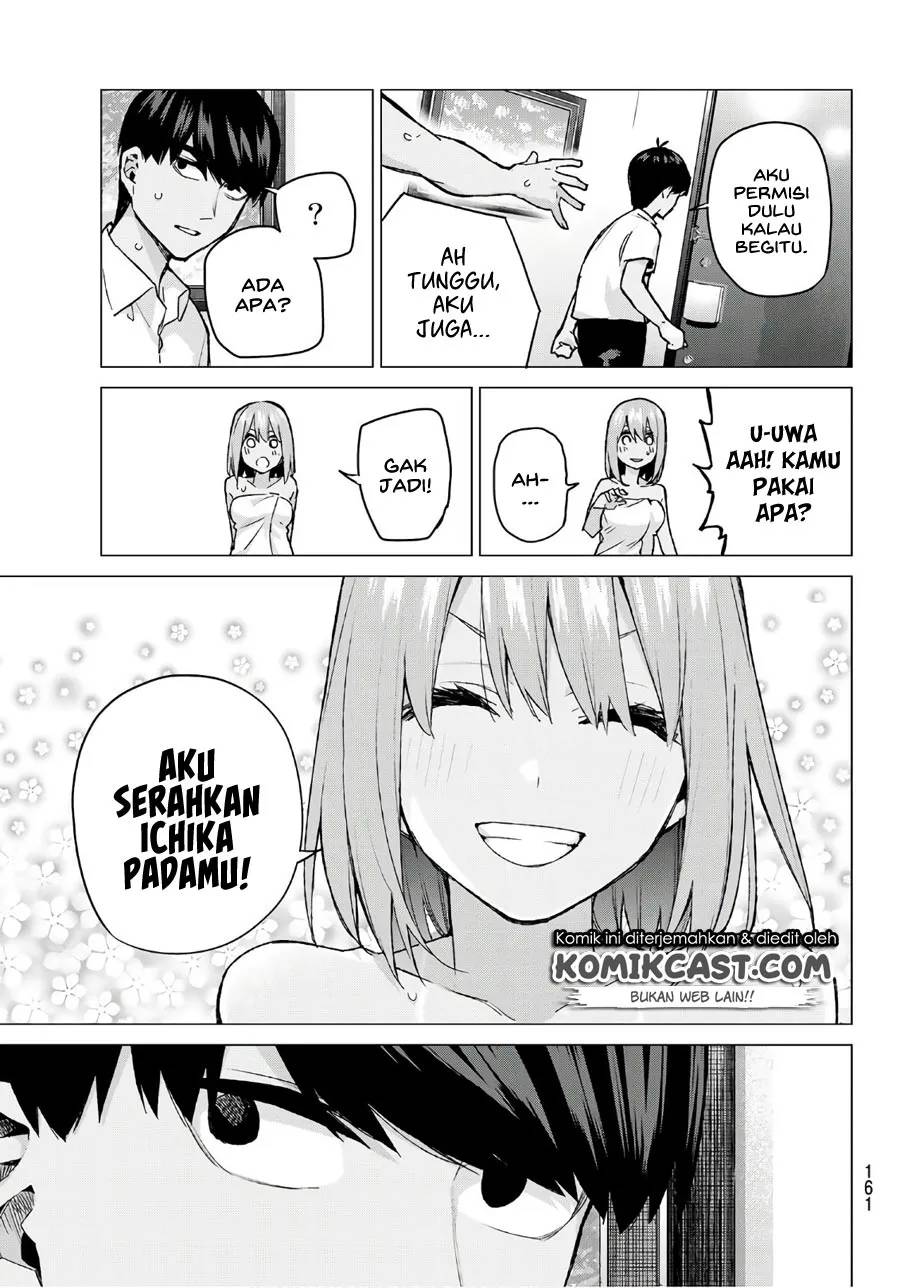 AKU
PERMISI
DULU
KALAU
BEGITU.
AH
TUNGGU,
AKU
JUGA...
?
ADA
APA?
U-UWA
AAH! KAMU
PAKAI
APA?
AH-
...
GAK
JADI!
AKU
SERAHKAN
ICHIKA
PADAMU!
Komik ini diterjemahkan & diedit oleh
KOMIKCAST.COM
BUKAN WEB LAIN!!
161